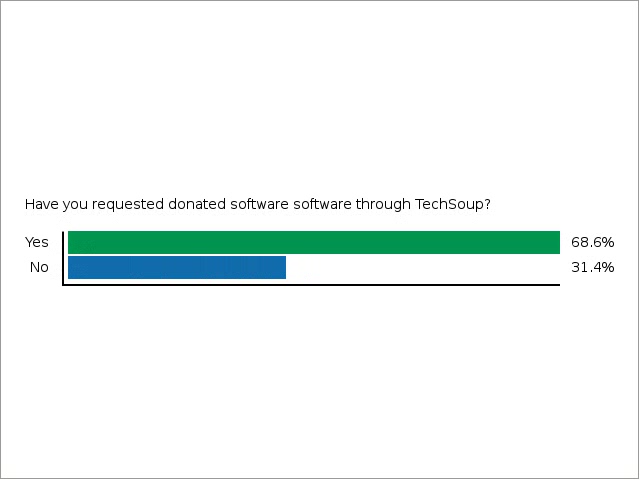 Have you requested donated software software through TechSoup?
Yes 68.6%
No 31.4%